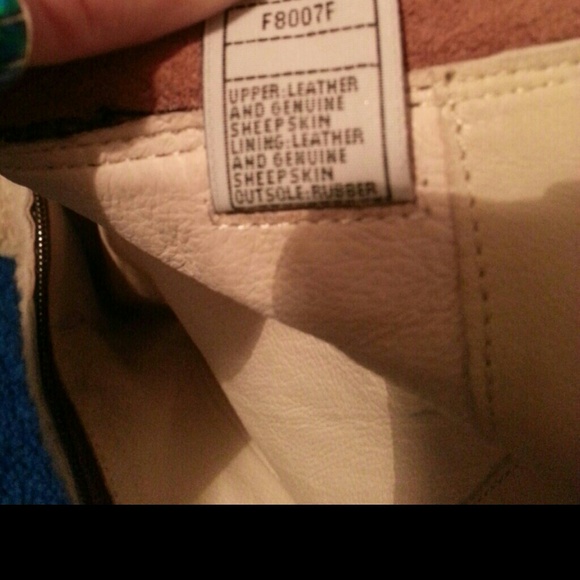 F8007F
UPPER:LEATHER
AND GENUINE
SHEEPSKIN
LINING:LEATHER
AND GENUINE
SHEEPSKIN
OUTSOLE:RUBBER